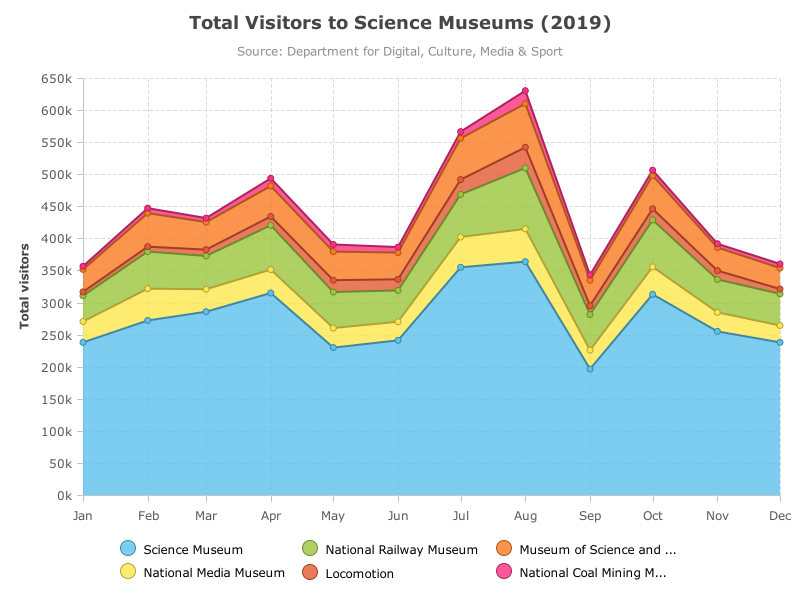 Total Visitors to Science Museums (2019)
Source: Department for Digital, Culture, Media & Sport
Total visitors
650k
600k
550k
500k
450k
400k
350k
300k
250k
200k
150k
100k
50k
0k
Jan Feb Mar Apr May Jun Jul Aug Sep Oct Nov Dec
Science Museum National Railway Museum Museum of Science and ...
National Media Museum Locomotion National Coal Mining M...